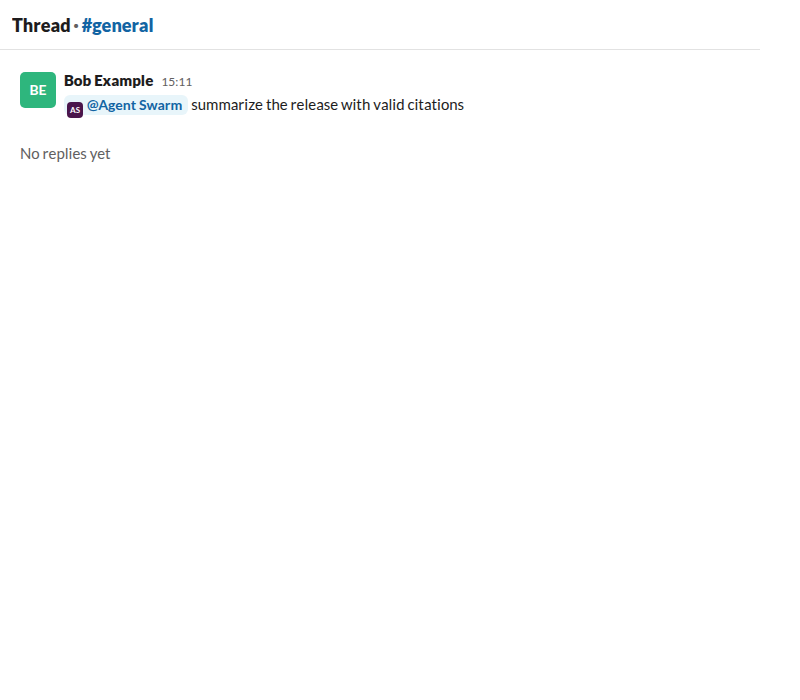 Thread • #general
BE
Bob Example 15:11
AS @Agent Swarm summarize the release with valid citations
No replies yet